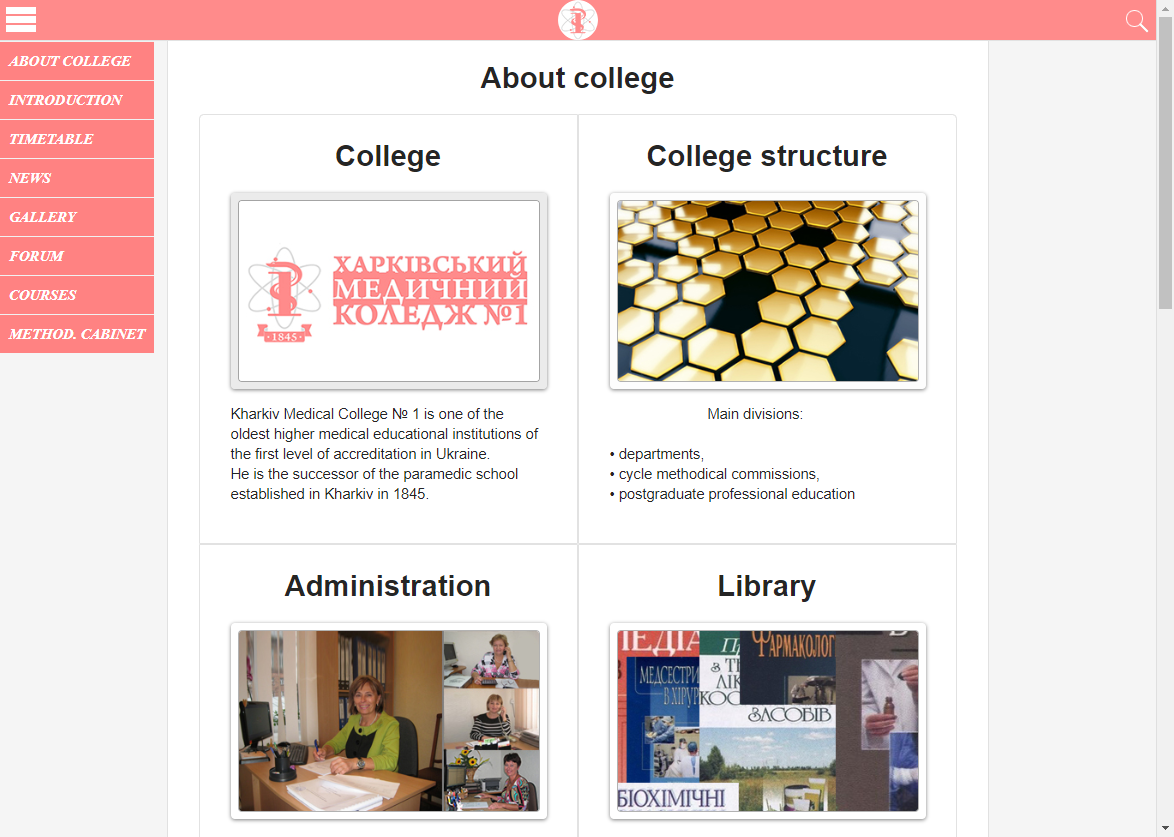 About college
ABOUT COLLEGE
INTRODUCTION
TIMETABLE
NEWS
GALLERY
FORUM
COURSES
METHOD. CABINET
College
ХАРКІВСЬКИЙ
МЕДИЧНИЙ
КОЛЕДЖ №1
·1845·
Kharkiv Medical College № 1 is one of the
oldest higher medical educational institutions of
the first level of accreditation in Ukraine.
He is the successor of the paramedic school
established in Kharkiv in 1845.
College structure
Main divisions:
• departments,
• cycle methodical commissions,
• postgraduate professional education
Administration
Library
ФАРМАКОЛОГ
МЕДСЕСТРИ
В ХІРУР
ЗАСОБІВ
БІОХІМІЧНІ